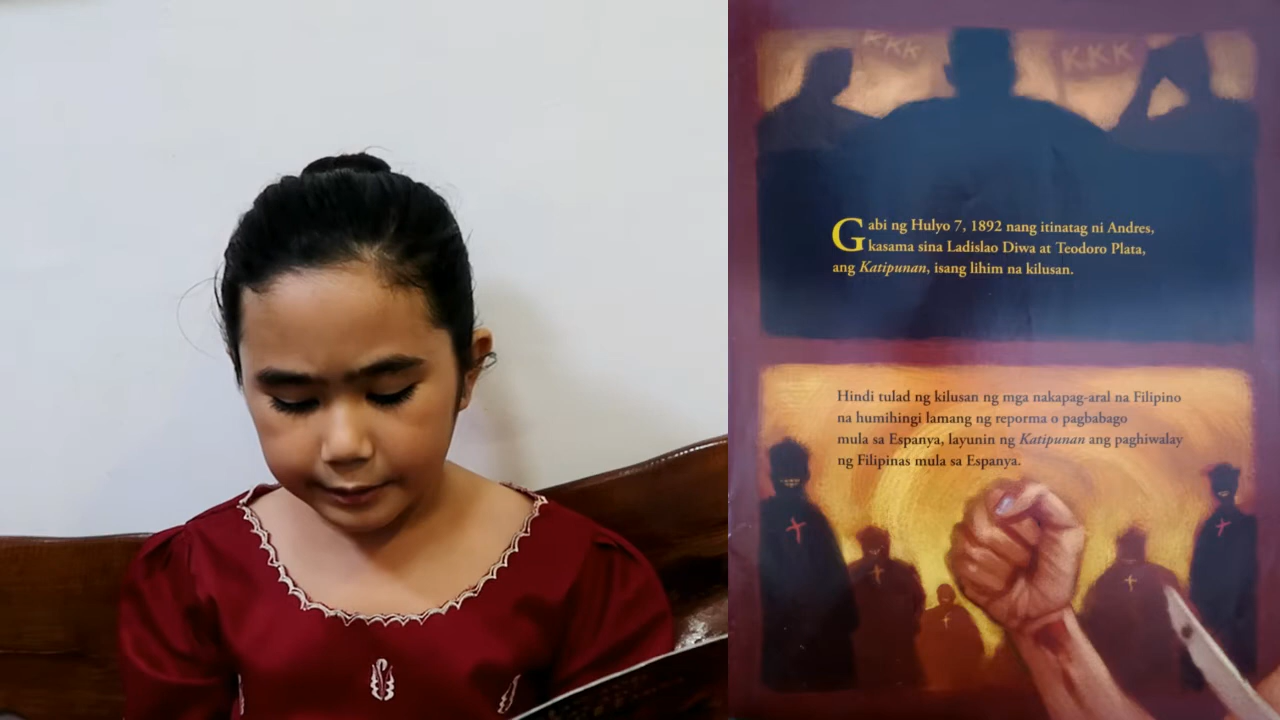 KKK
KKK
Gabi ng Hulyo 7, 1892 nang itinatag ni Andres,
kasama sina Ladislao Diwa at Teodoro Plata,
ang Katipunan, isang lihim na kilusan.
Hindi tulad ng kilusan ng mga nakapag-aral na Filipino
na humihingi lamang ng reporma o pagbabago
mula sa Espanya, layunin ng Katipunan ang paghiwalay
ng Filipinas mula sa Espanya.